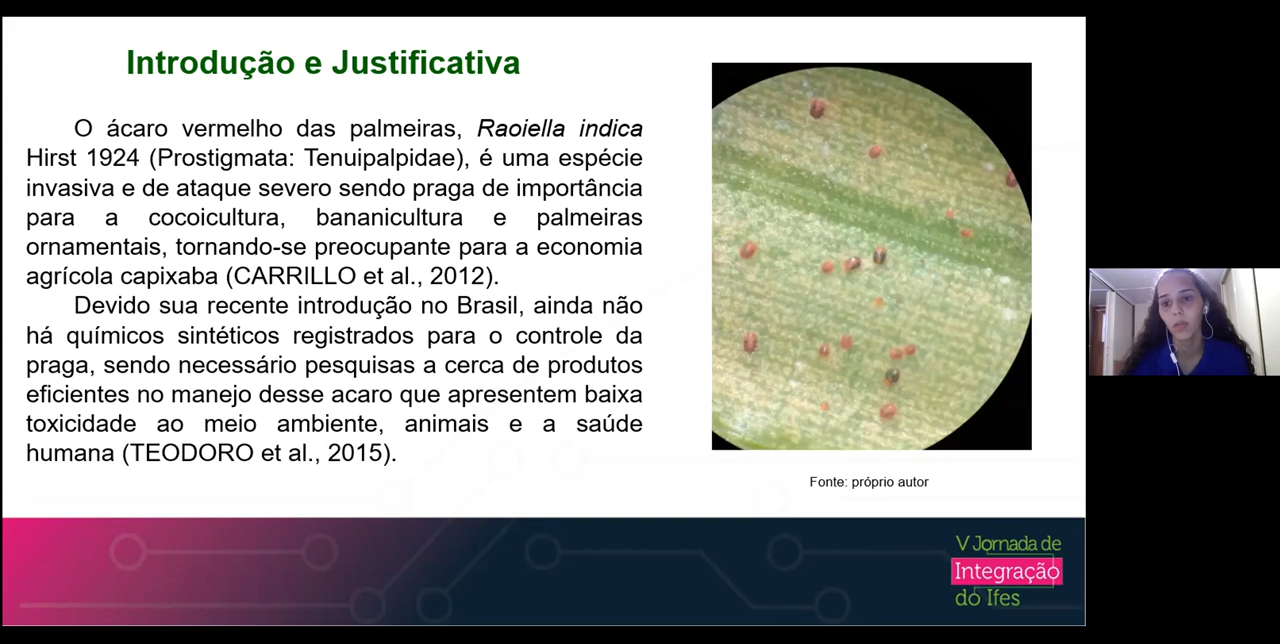 Introdução e Justificativa
O ácaro vermelho das palmeiras, Raoiella indica
Hirst 1924 (Prostigmata: Tenuipalpidae), é uma espécie
invasiva e de ataque severo sendo praga de importância
para a cocoicultura, bananicultura e palmeiras
ornamentais, tornando-se preocupante para a economia
agrícola capixaba (CARRILLO et al., 2012).
Devido sua recente introdução no Brasil, ainda não
há químicos sintéticos registrados para o controle da
praga, sendo necessário pesquisas a cerca de produtos
eficientes no manejo desse acaro que apresentem baixa
toxicidade ao meio ambiente, animais e a saúde
humana (TEODORO et al., 2015).
Fonte: próprio autor
V Jornada de
Integração
do Ifes